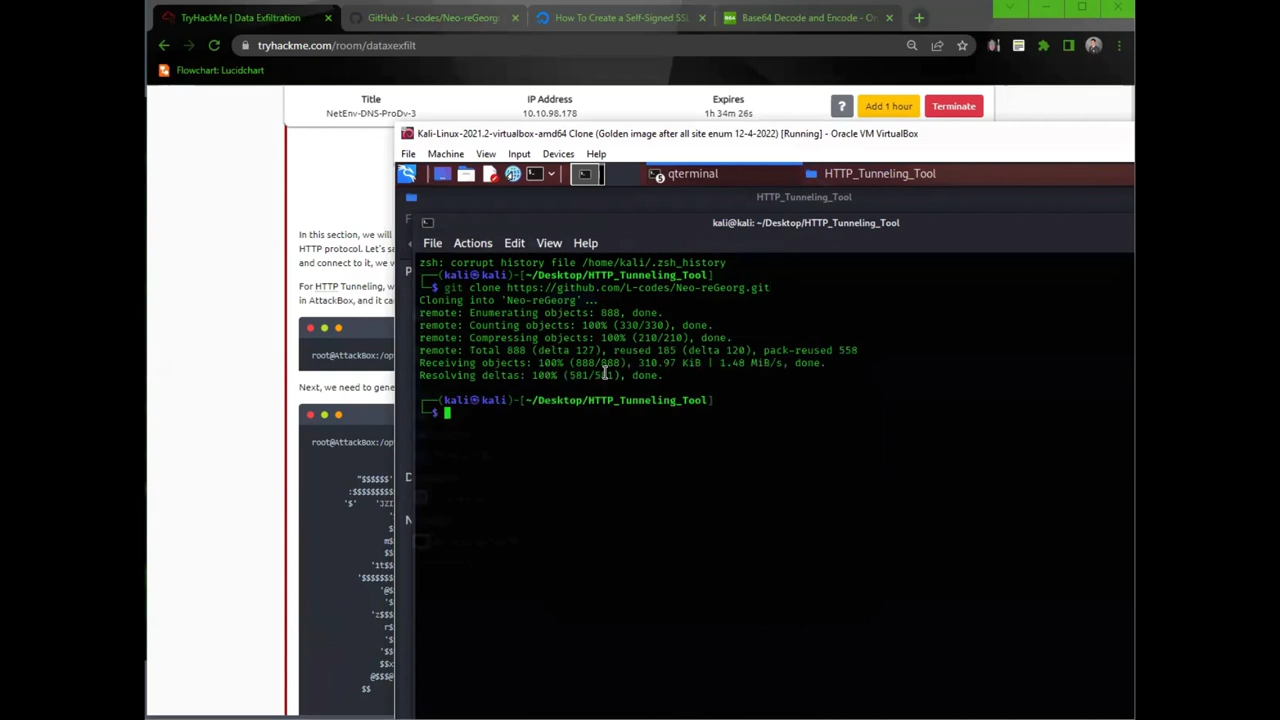 TryHackMe | Data Exfiltration
GitHub - L-codes/Neo-reGeorg:
How To Create a Self-Signed SSL
Base64 Decode and Encode - On
tryhackme.com/room/dataxexfilt
Flowchart: Lucidchart
Title
IP Address
Expires
NetEnv-DNS-ProDv-3
10.10.98.178
1h 34m 26s
?
Add 1 hour
Terminate
Kali-Linux-2021.2-virtualbox-amd64 Clone (Golden image after all site enum 12-4-2022) [Running] - Oracle VM VirtualBox
File Machine View Input Devices Help
qterminal
HTTP_Tunneling_Tool
HTTP_Tunneling_Tool
kali@kali: ~/Desktop/HTTP_Tunneling_Tool
File Actions Edit View Help
zsh: corrupt history file /home/kali/.zsh_history
┌──(kali㉿kali)-[~/Desktop/HTTP_Tunneling_Tool]
└─$ git clone https://github.com/L-codes/Neo-reGeorg.git
Cloning into 'Neo-reGeorg'...
remote: Enumerating objects: 888, done.
remote: Counting objects: 100% (330/330), done.
remote: Compressing objects: 100% (210/210), done.
remote: Total 888 (delta 127), reused 185 (delta 120), pack-reused 558
Receiving objects: 100% (888/888), 310.97 KiB | 1.48 MiB/s, done.
Resolving deltas: 100% (581/581), done.
┌──(kali㉿kali)-[~/Desktop/HTTP_Tunneling_Tool]
└─$
In this section, we will
HTTP protocol. Let's sa
and connect to it, we w
For HTTP Tunneling, w
in AttackBox, and it ca
root@AttackBox:/op
Next, we need to gene
root@AttackBox:/op
"$$$$$$'
:$$$$$$$$$
'$' 'JZI
$
m$
$$
'1t$$
'$$$$$$$
'@$
$$
'z$$$
r$
'$
'$$
$$x
@$$$@
$$